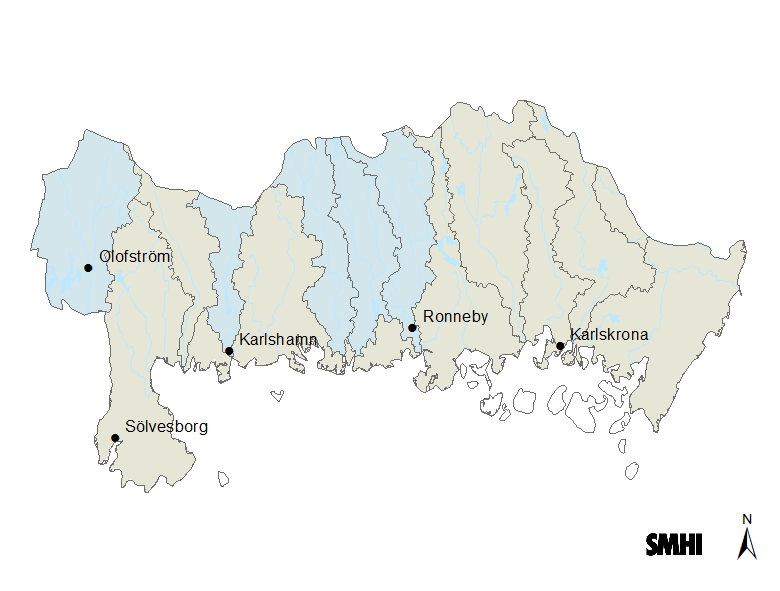 Olofström
Ronneby
Karlskrona
Karlshamn
Sölvesborg
N
SMHI